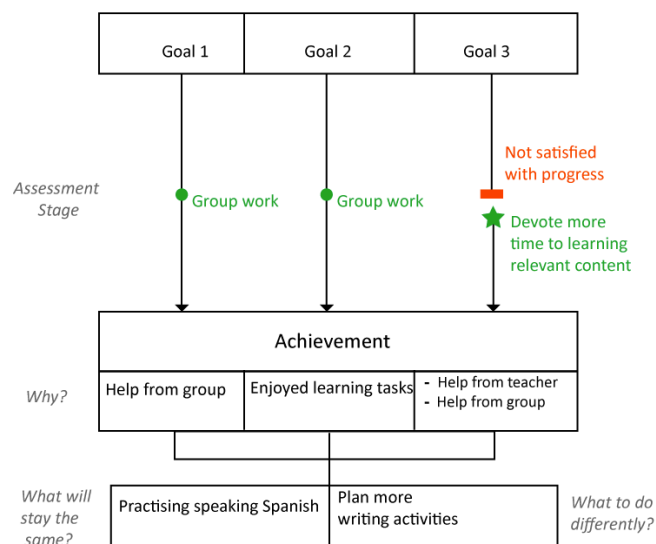 Goal 1
Goal 2
Goal 3
Assessment
Stage
Group work
Group work
Not satisfied
with progress
Devote more
time to learning
relevant content
Achievement
Why?
Help from group
Enjoyed learning tasks
- Help from teacher
- Help from group
What will
stay the
same?
Practising speaking Spanish
Plan more
writing activities
What to do
differently?